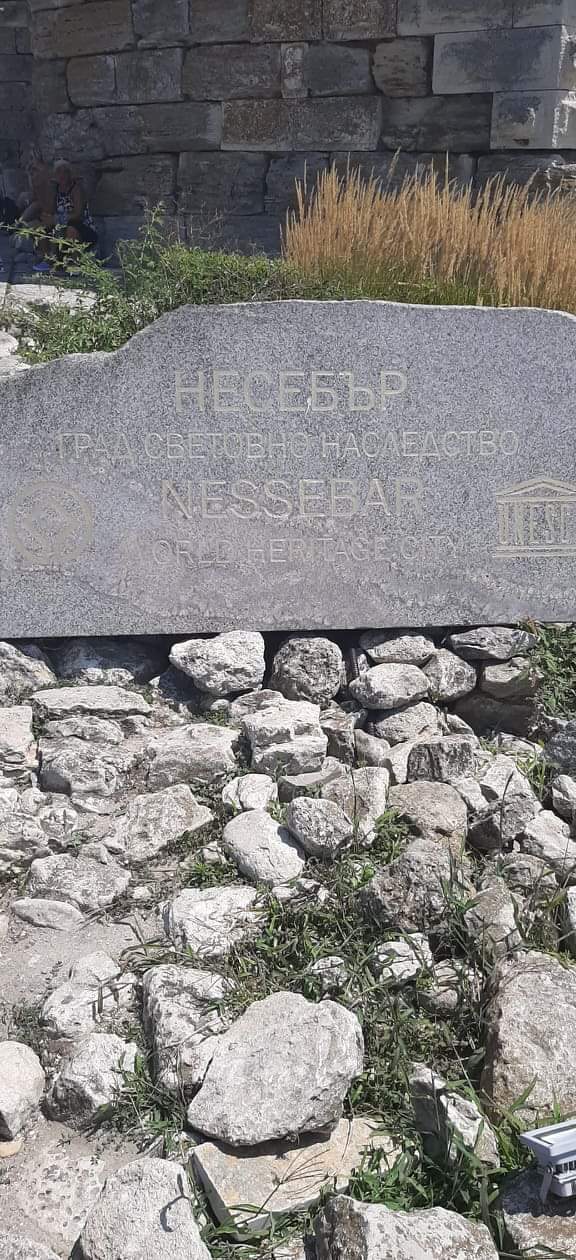 НЕСЕБЪР
ГРАД СВЕТОВНО НАСЛЕДСТВО
NESSEBAR
WORLD HERITAGE CITY
UNESCO